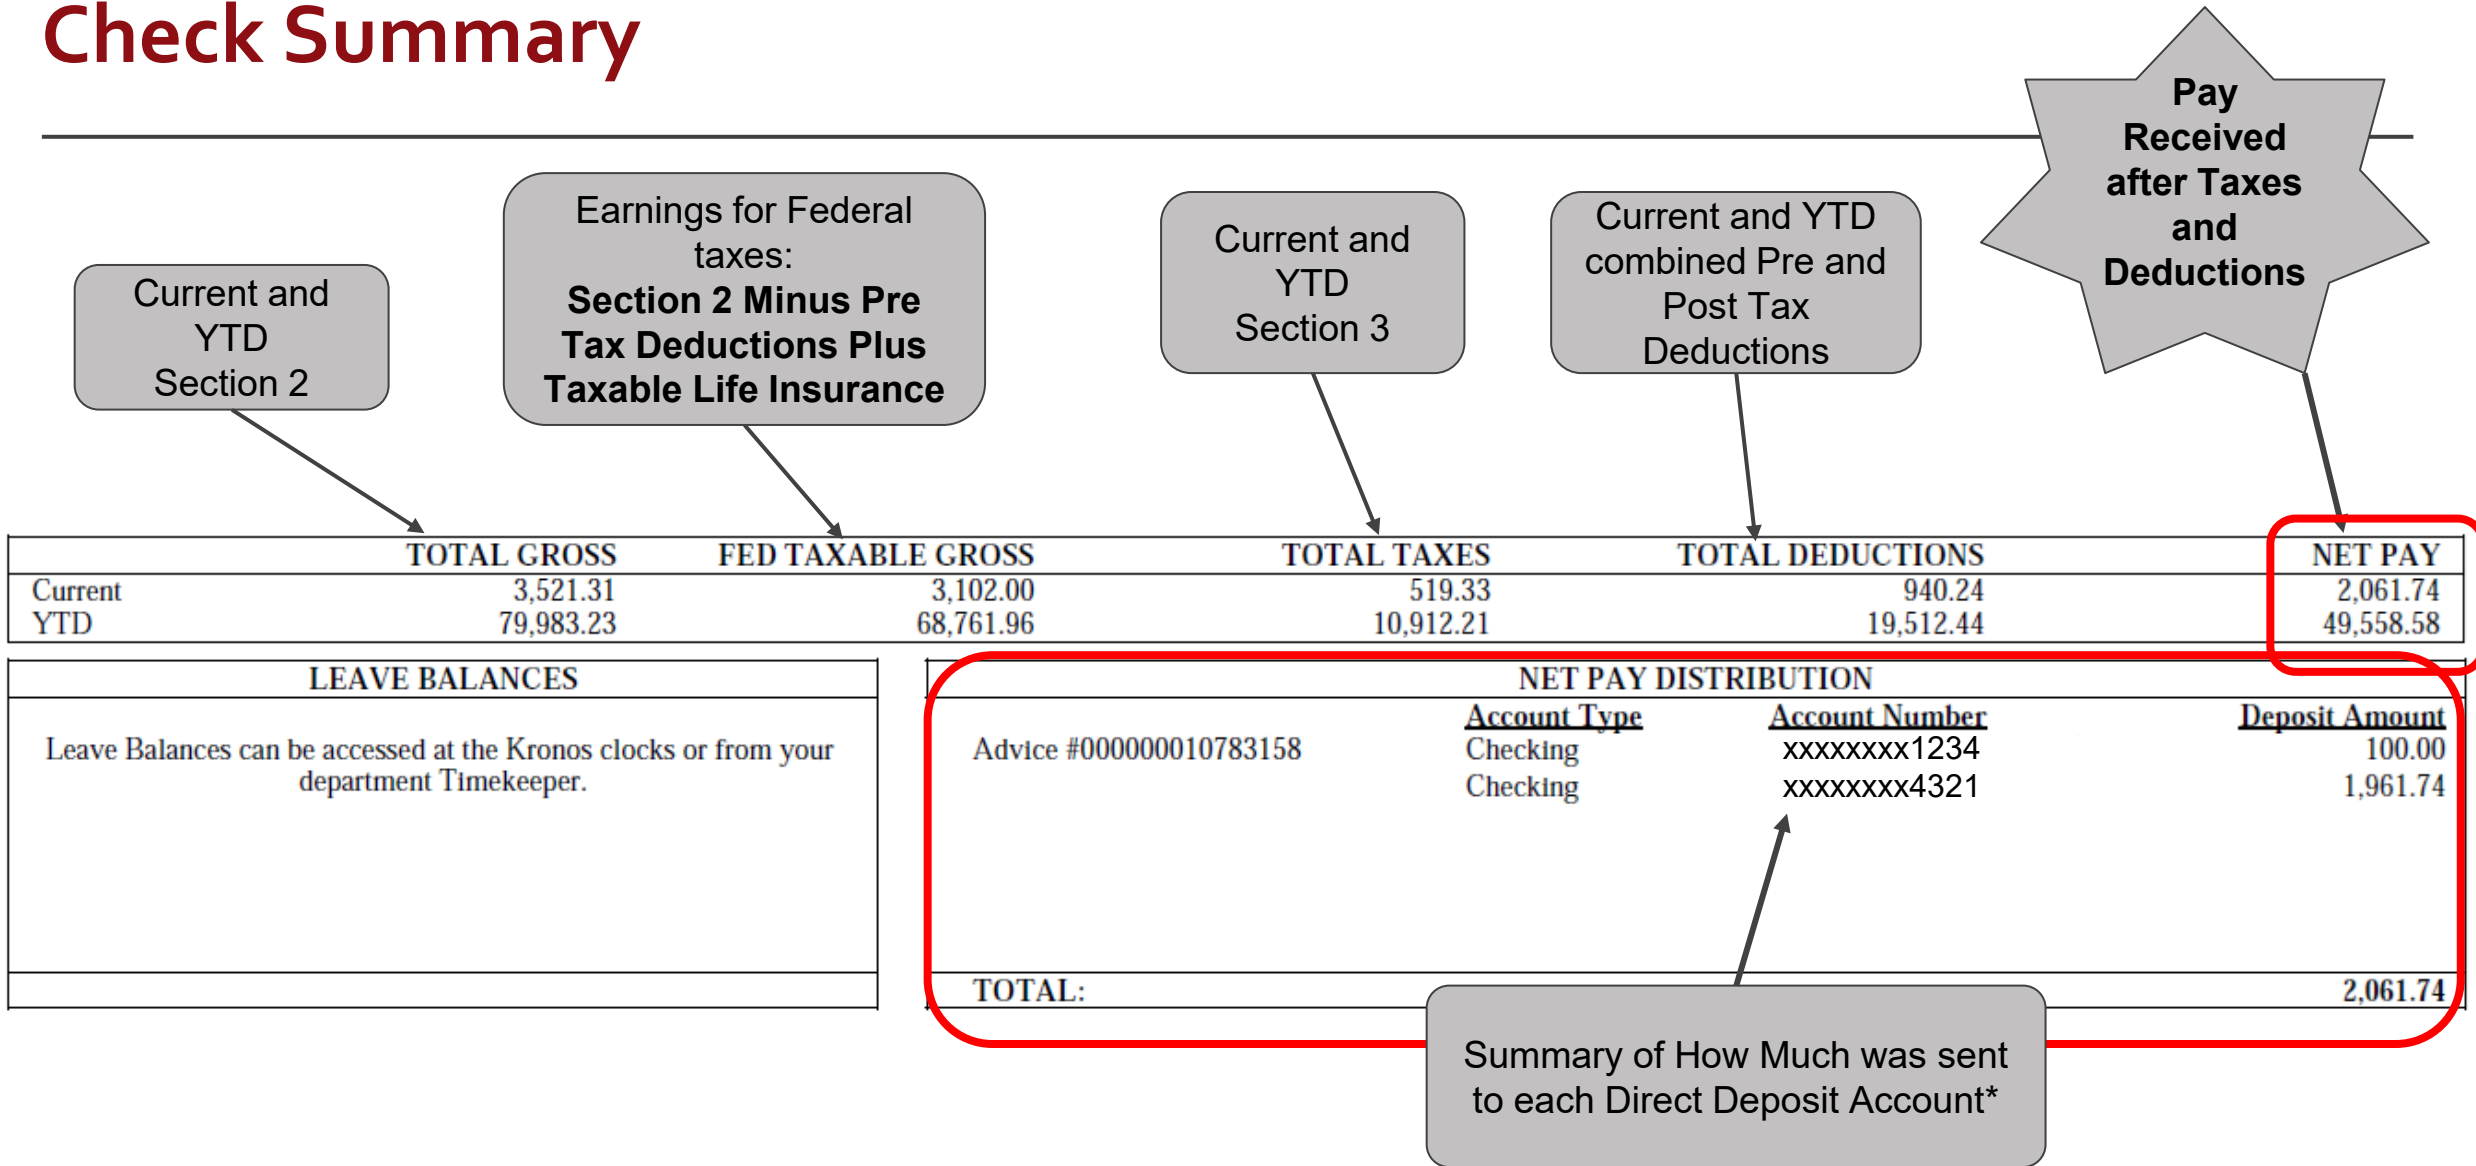 Check Summary
Pay
Received
after Taxes
and
Deductions
Earnings for Federal
taxes:
Section 2 Minus Pre
Tax Deductions Plus
Taxable Life Insurance
Current and
YTD
Section 3
Current and YTD
combined Pre and
Post Tax
Deductions
Current and
YTD
Section 2
TOTAL GROSS FED TAXABLE GROSS TOTAL TAXES TOTAL DEDUCTIONS NET PAY
Current 3,521.31 3,102.00 519.33 940.24 2,061.74
YTD 79,983.23 68,761.96 10,912.21 19,512.44 49,558.58
LEAVE BALANCES
Leave Balances can be accessed at the Kronos clocks or from your
department Timekeeper.
NET PAY DISTRIBUTION
Account Type Account Number Deposit Amount
Advice #000000010783158 Checking xxxxxxxx1234 100.00
Checking xxxxxxxx4321 1,961.74
TOTAL: 2,061.74
Summary of How Much was sent
to each Direct Deposit Account*